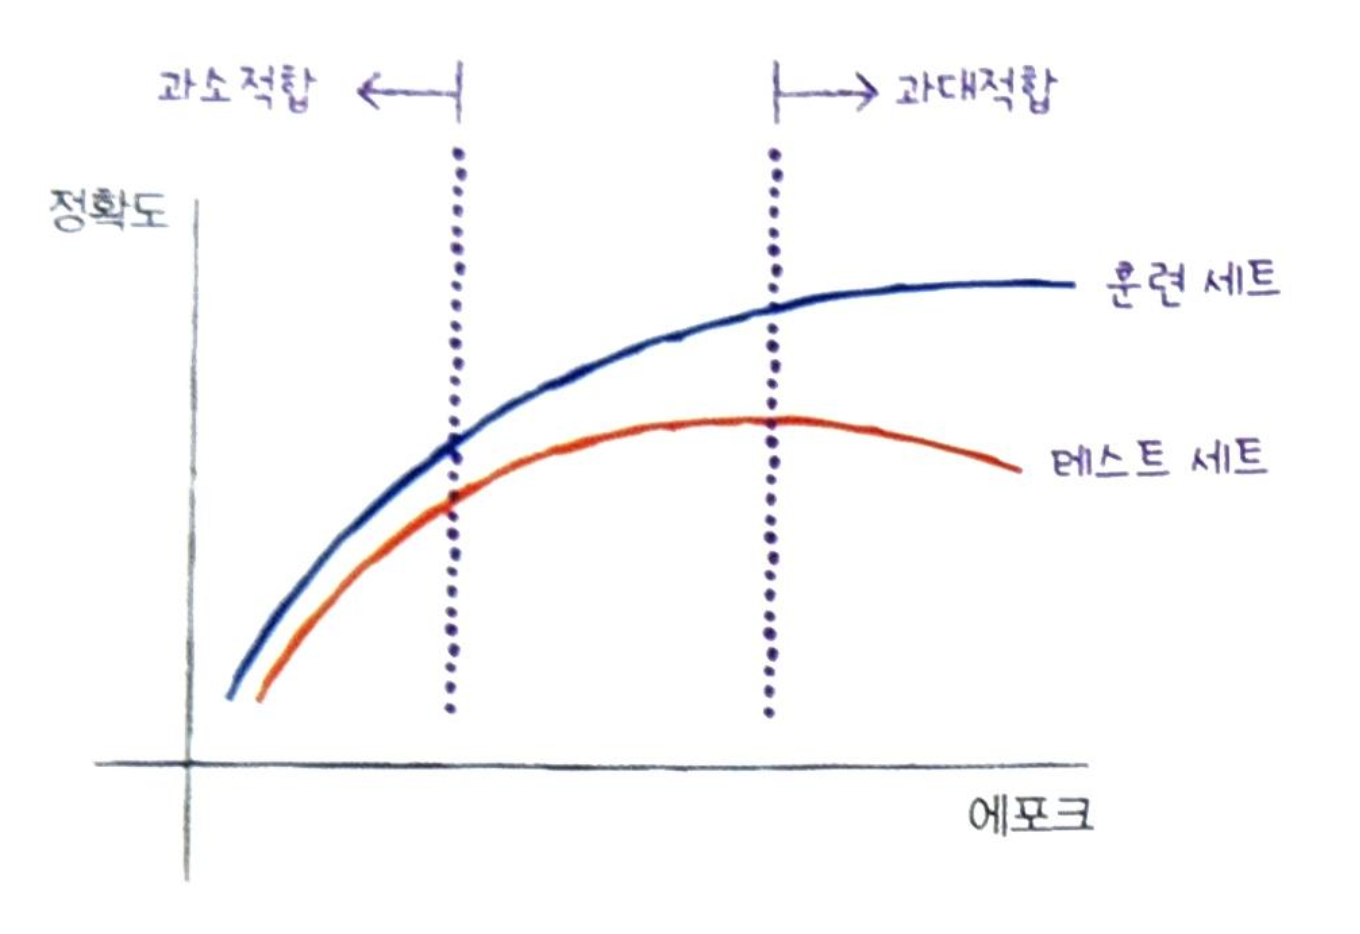 과소적합
과대적합
정확도
훈련 세트
테스트 세트
에포크